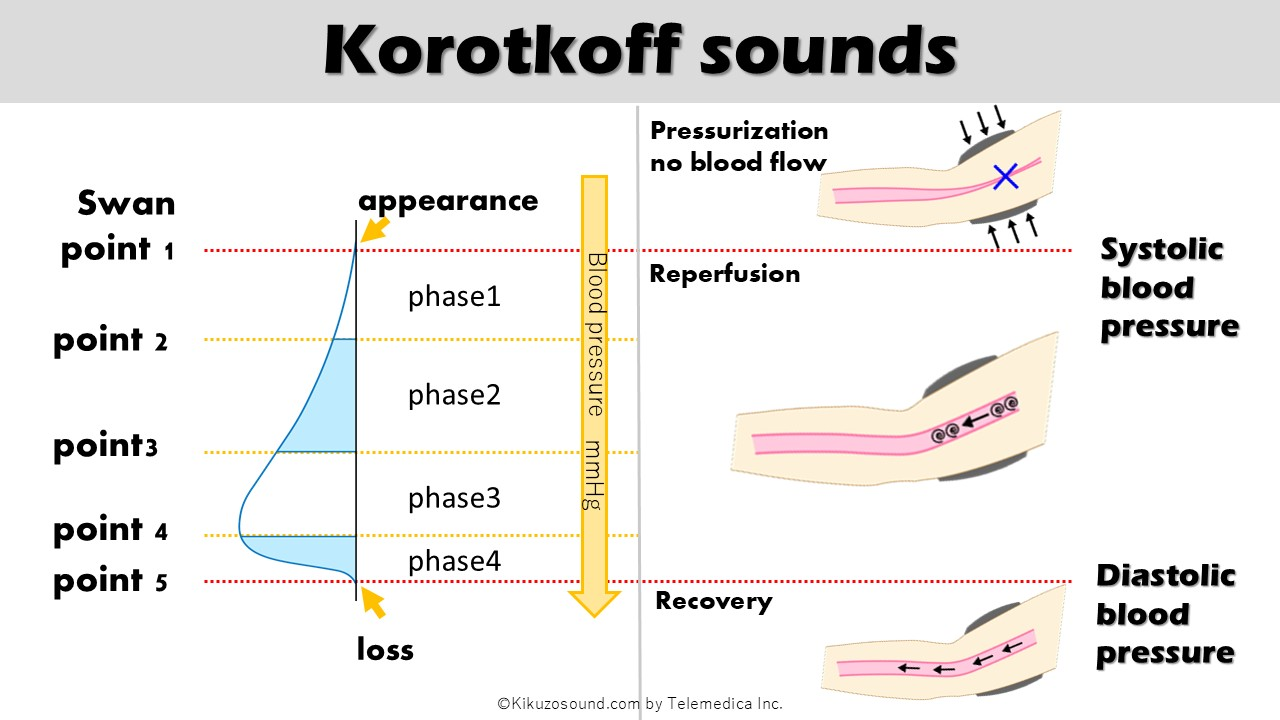 Korotkoff sounds
Swan
point 1
point 2
point3
point 4
point 5
appearance
phase1
phase2
phase3
phase4
loss
Blood pressure mmHg
Pressurization
no blood flow
Reperfusion
Recovery
Systolic
blood
pressure
Diastolic
blood
pressure
©Kikuzosound.com by Telemedica Inc.